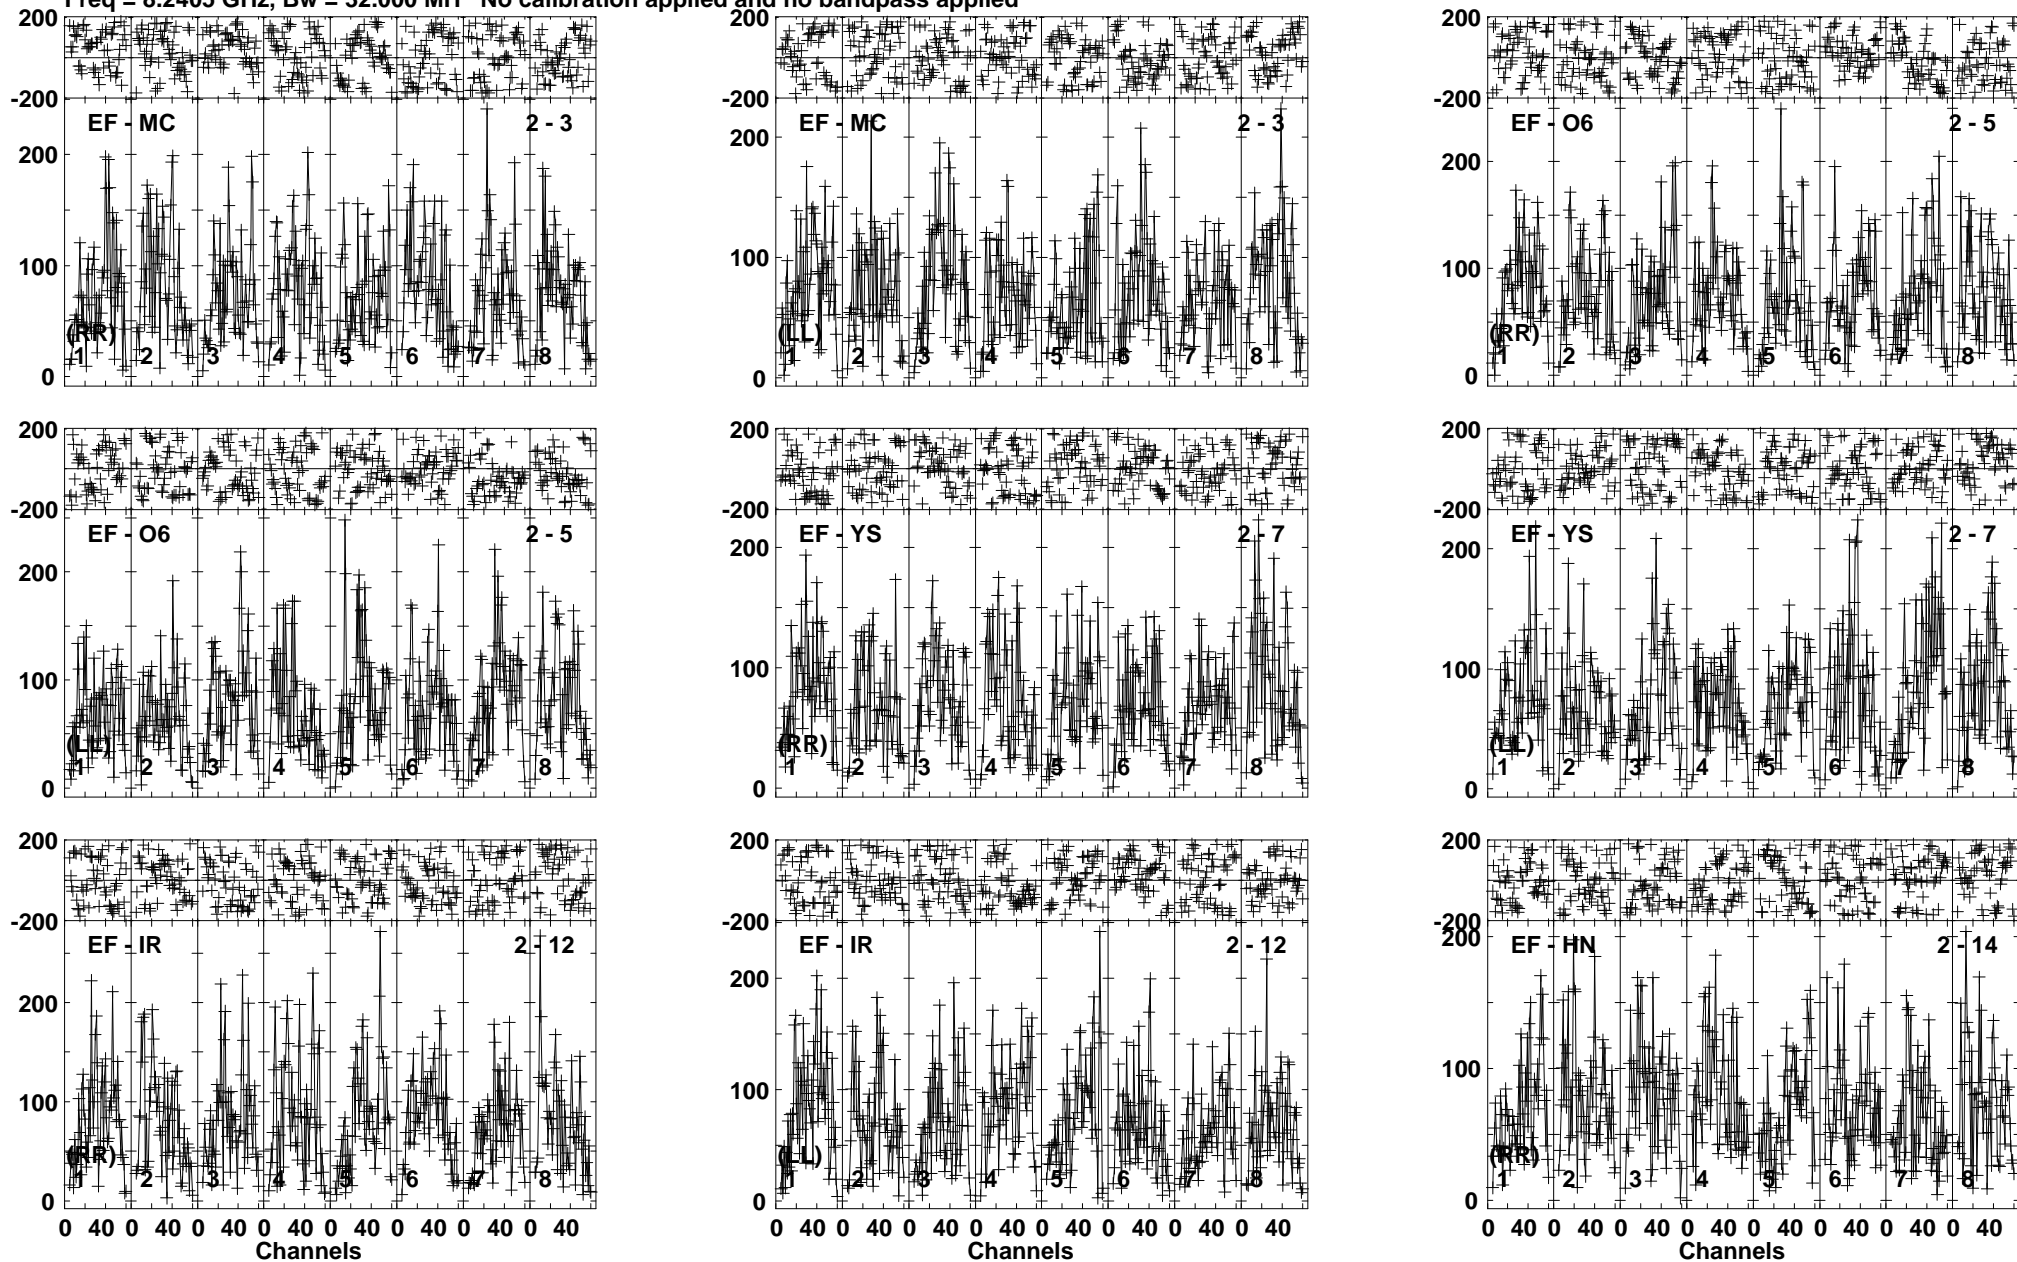 Freq = 8.2405 GHz, Bw = 32.000 MH No calibration applied and no bandpass applied
200 200 200
-200 -200 -200
EF - MC 2 - 3 EF - MC 2 - 3 EF - O6 2 - 5
200 200 200
100 100 100
(RR) (LL) (RR)
1 2 3 4 5 6 7 8 1 2 3 4 5 6 7 8 1 2 3 4 5 6 7 8
0 0 0
200 200 200
-200 -200 -200
EF - O6 2 - 5 EF - YS 2 - 7 EF - YS 2 - 7
200 200 200
100 100 100
(LL) (RR) (LL)
1 2 3 4 5 6 7 8 1 2 3 4 5 6 7 8 1 2 3 4 5 6 7 8
0 0 0
200 200 200
-200 -200 -200
EF - IR 2 - 12 EF - IR 2 - 12 EF - HN 2 - 14
200 200 200
100 100 100
(RR) (LL) (RR)
1 2 3 4 5 6 7 8 1 2 3 4 5 6 7 8 1 2 3 4 5 6 7 8
0 0 0
0 40 0 40 0 40 0 40 0 40 0 40 0 40 0 40 0 40 0 40 0 40 0 40 0 40 0 40 0 40 0 40 0 40 0 40 0 40 0 40 0 40 0 40 0 40 0 40
Channels Channels Channels